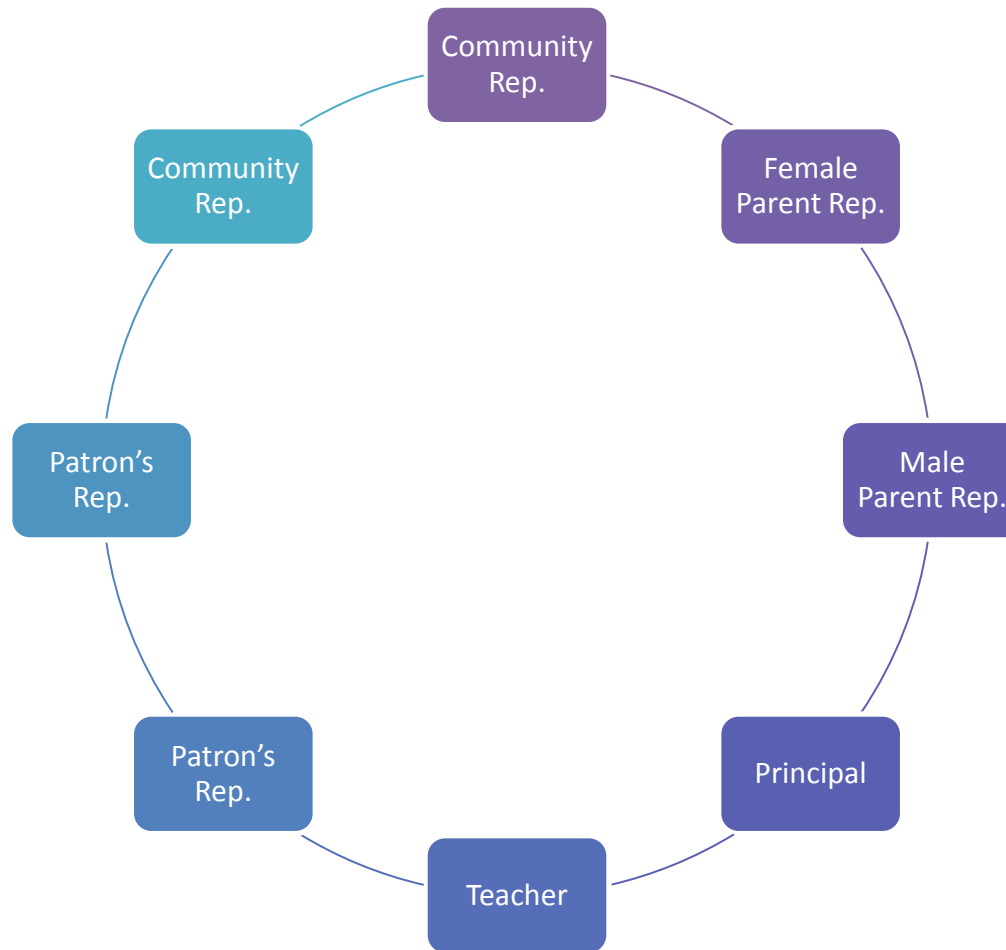 Community
Rep.
Female
Parent Rep.
Male
Parent Rep.
Principal
Teacher
Patron’s
Rep.
Patron’s
Rep.
Community
Rep.